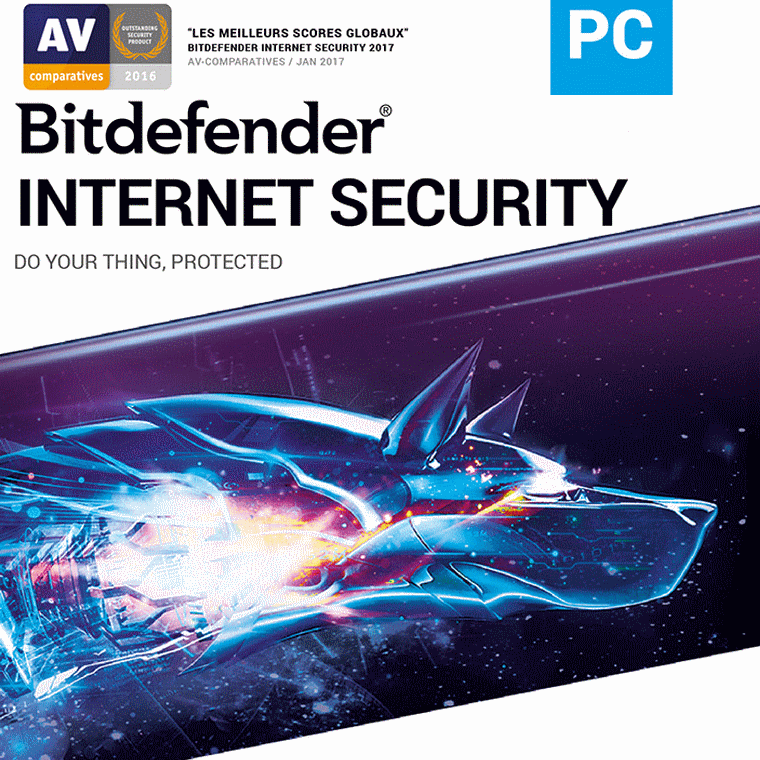 AV
OUTSTANDING
SECURITY
PRODUCT
comparatives 2016
"LES MEILLEURS SCORES GLOBAUX"
BITDEFENDER INTERNET SECURITY 2017
AV-COMPARATIVES / JAN 2017
PC
Bitdefender®
INTERNET SECURITY
DO YOUR THING, PROTECTED